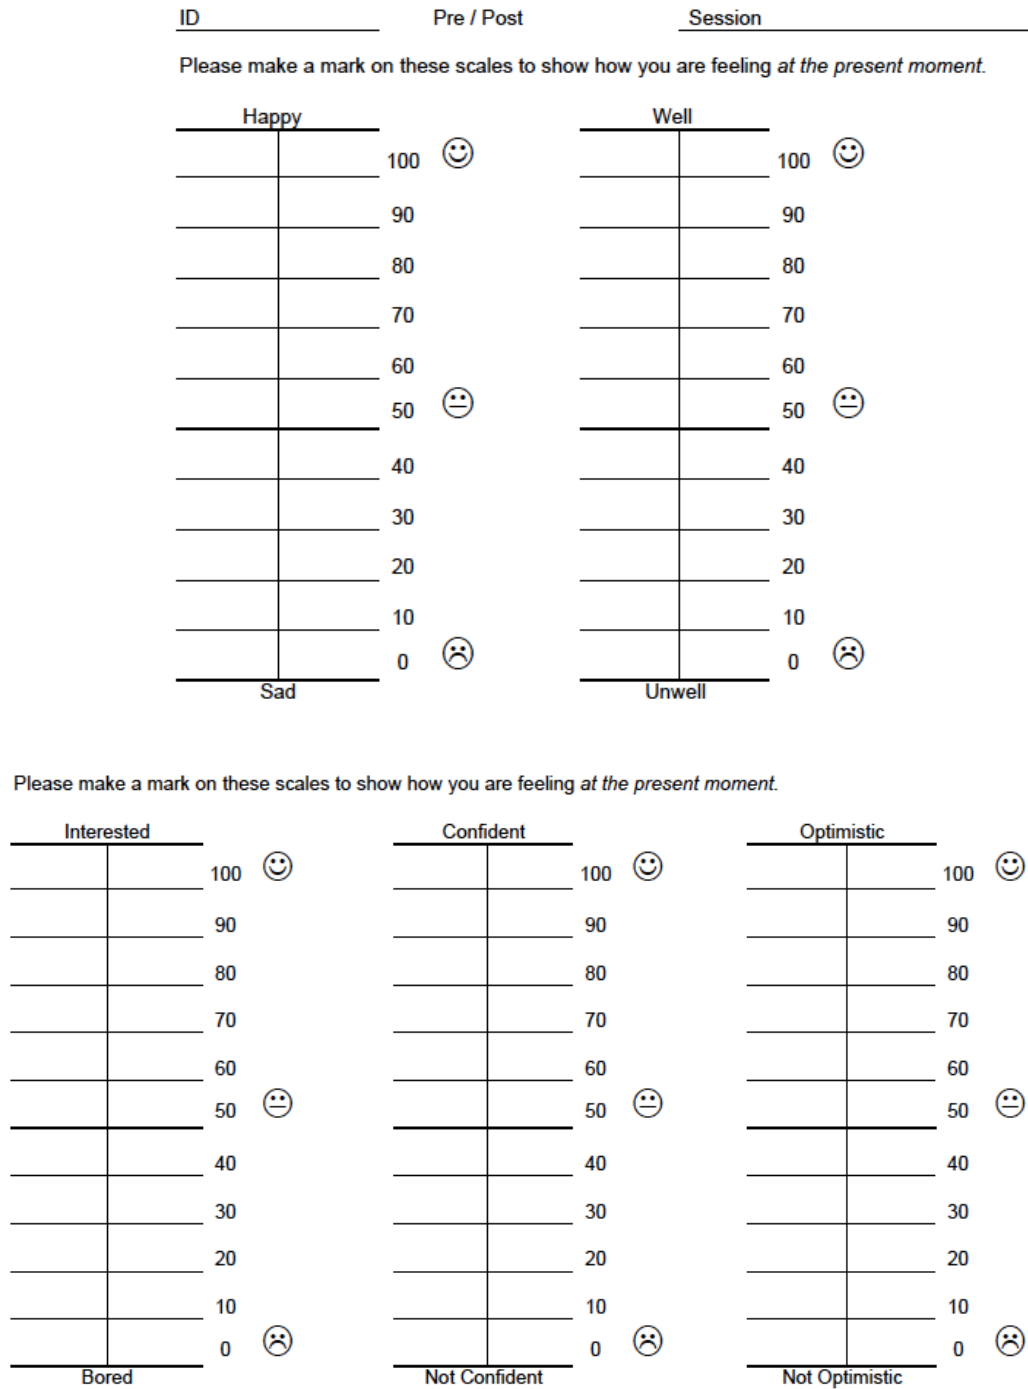 ID Pre / Post Session
Please make a mark on these scales to show how you are feeling at the present moment.
Happy Well
100 100
90 90
80 80
70 70
60 60
50 50
40 40
30 30
20 20
10 10
0 0
Sad Unwell
Please make a mark on these scales to show how you are feeling at the present moment.
Interested Confident Optimistic
100 100 100
90 90 90
80 80 80
70 70 70
60 60 60
50 50 50
40 40 40
30 30 30
20 20 20
10 10 10
0 0 0
Bored Not Confident Not Optimistic